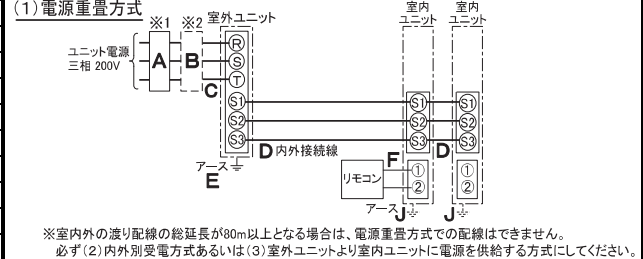 (1)電源重畳方式
※1 ※2 室外ユニット
室内
ユニット
室内
ユニット
ユニット電源
三相 200V
A
B
C
R
S
T
S1
S2
S3
S1
S2
S3
S1
S2
S3
D 内外接続線
D
アース
E
F
リモコン
①
②
①
②
アース J
J
※室内外の渡り配線の総延長が80m以上となる場合は、電源重畳方式での配線はできません。
必ず(2)内外別受電方式あるいは(3)室外ユニットより室内ユニットに電源を供給する方式にしてください。